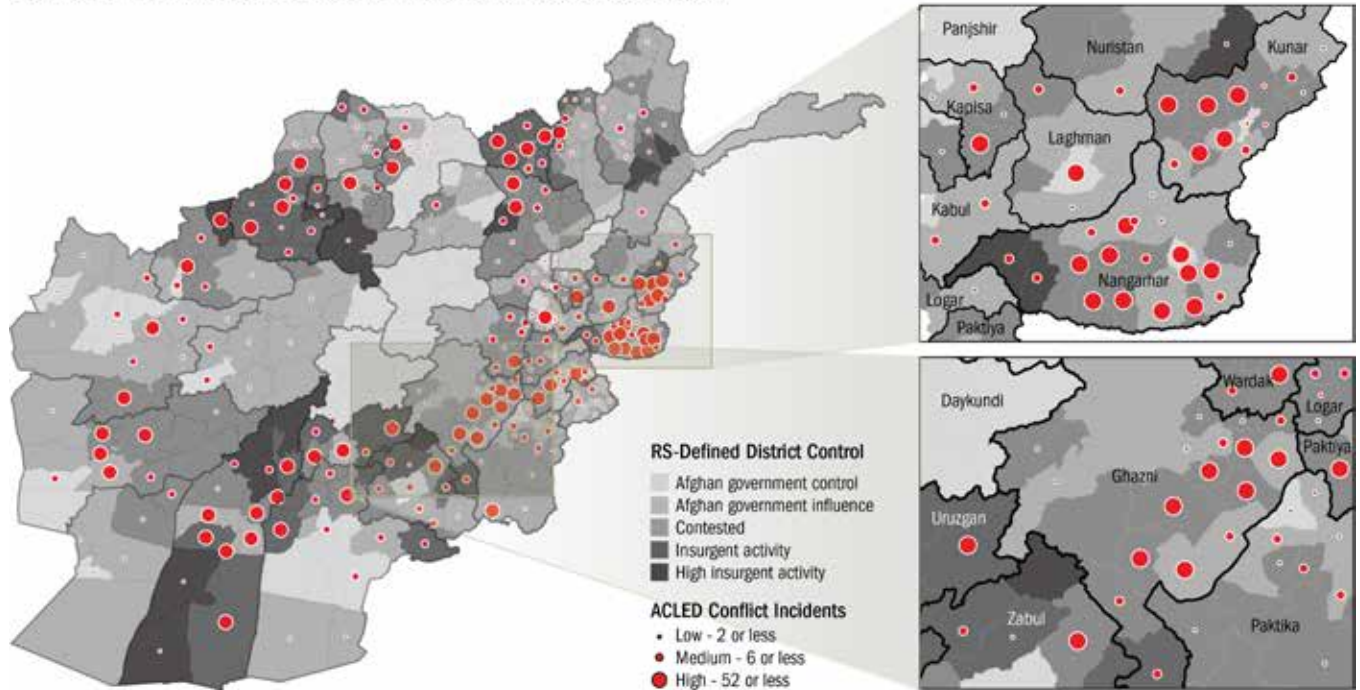 Panjshir
Nuristan
Kunar
Kapisa
Laghman
Kabul
Nangarhar
Logar
Paktiya
Wardak
Daykundi
Logar
Paktiya
Ghazni
Uruzgan
Zabul
Paktika
RS-Defined District Control
Afghan government control
Afghan government influence
Contested
Insurgent activity
High insurgent activity
ACLED Conflict Incidents
Low - 2 or less
Medium - 6 or less
High - 52 or less